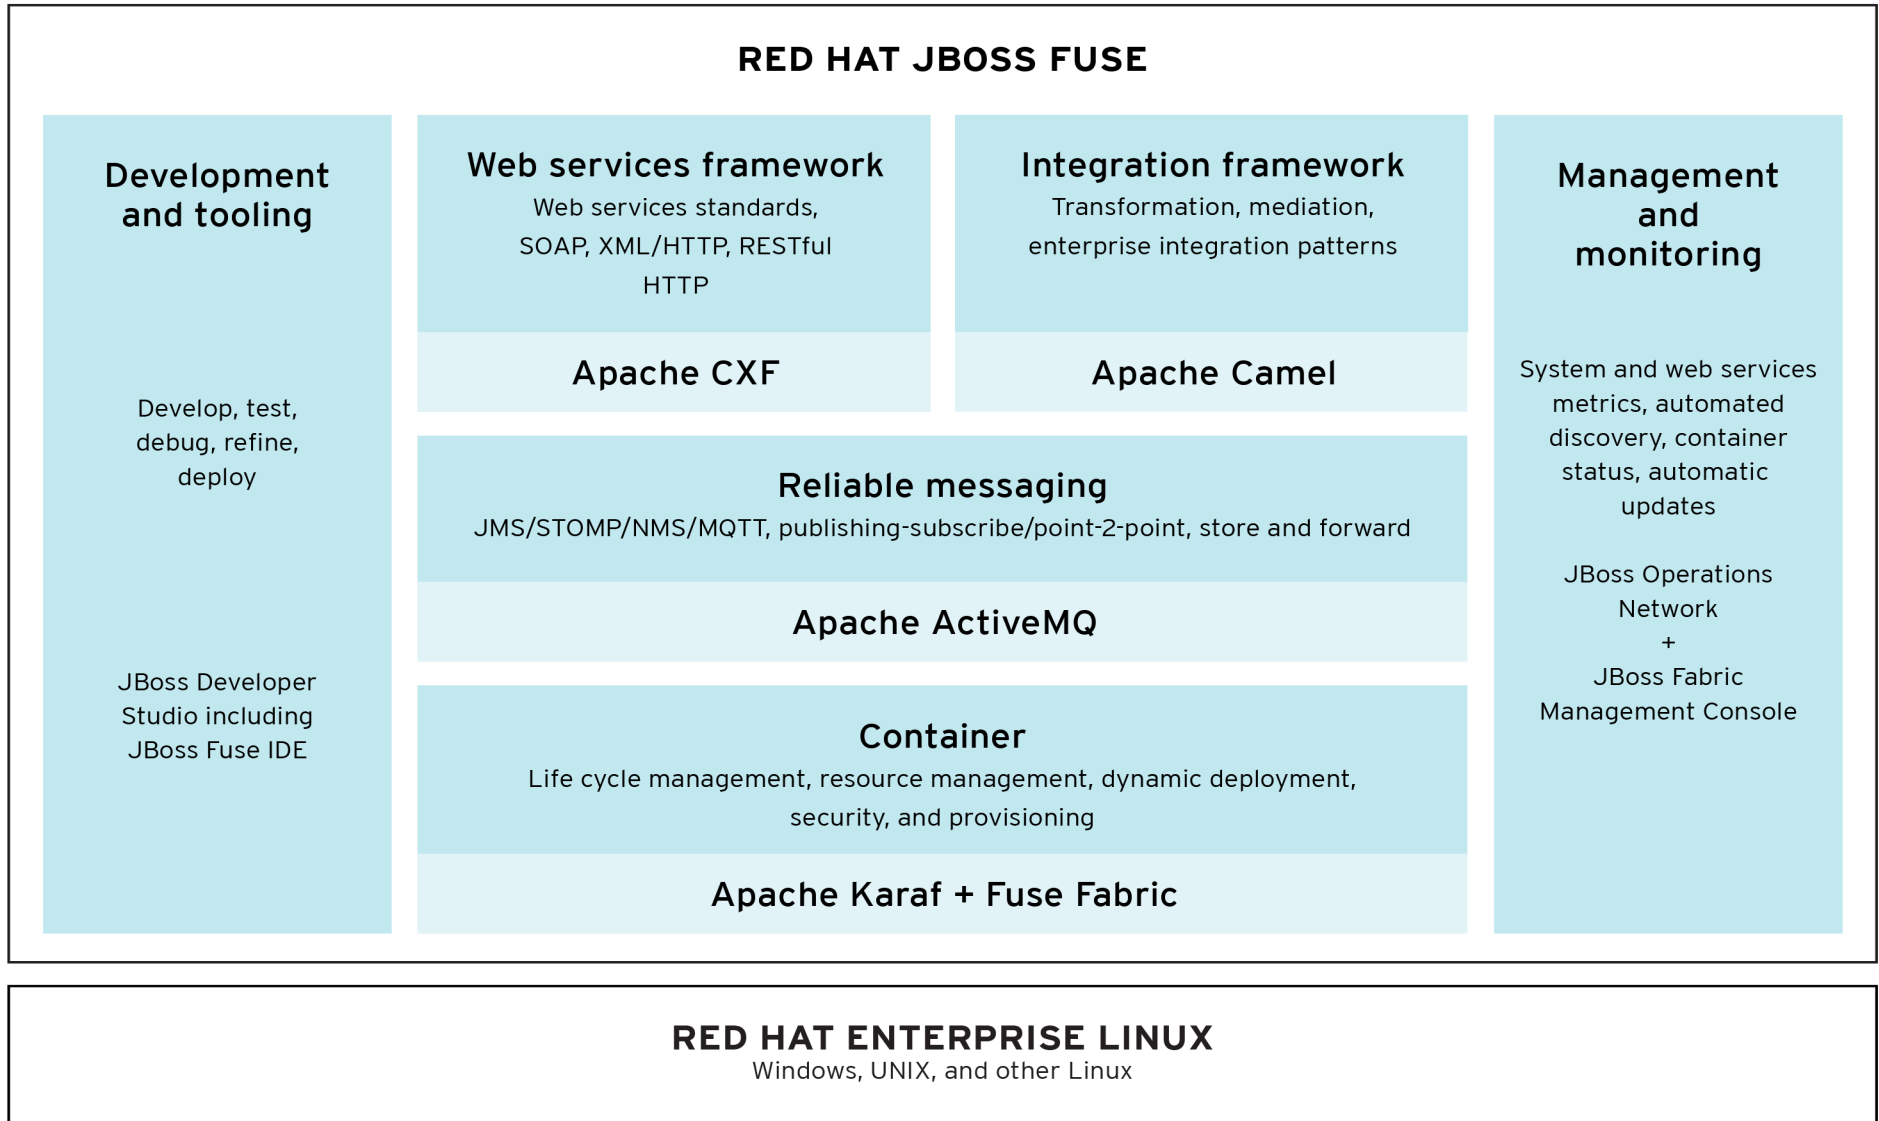 RED HAT JBOSS FUSE
Development
and tooling
Develop, test,
debug, refine,
deploy
JBoss Developer
Studio including
JBoss Fuse IDE
Web services framework
Web services standards,
SOAP, XML/HTTP, RESTful
HTTP
Apache CXF
Integration framework
Transformation, mediation,
enterprise integration patterns
Apache Camel
Reliable messaging
JMS/STOMP/NMS/MQTT, publishing-subscribe/point-2-point, store and forward
Apache ActiveMQ
Container
Life cycle management, resource management, dynamic deployment,
security, and provisioning
Apache Karaf + Fuse Fabric
Management
and
monitoring
System and web services
metrics, automated
discovery, container
status, automatic
updates
JBoss Operations
Network
+
JBoss Fabric
Management Console
RED HAT ENTERPRISE LINUX
Windows, UNIX, and other Linux